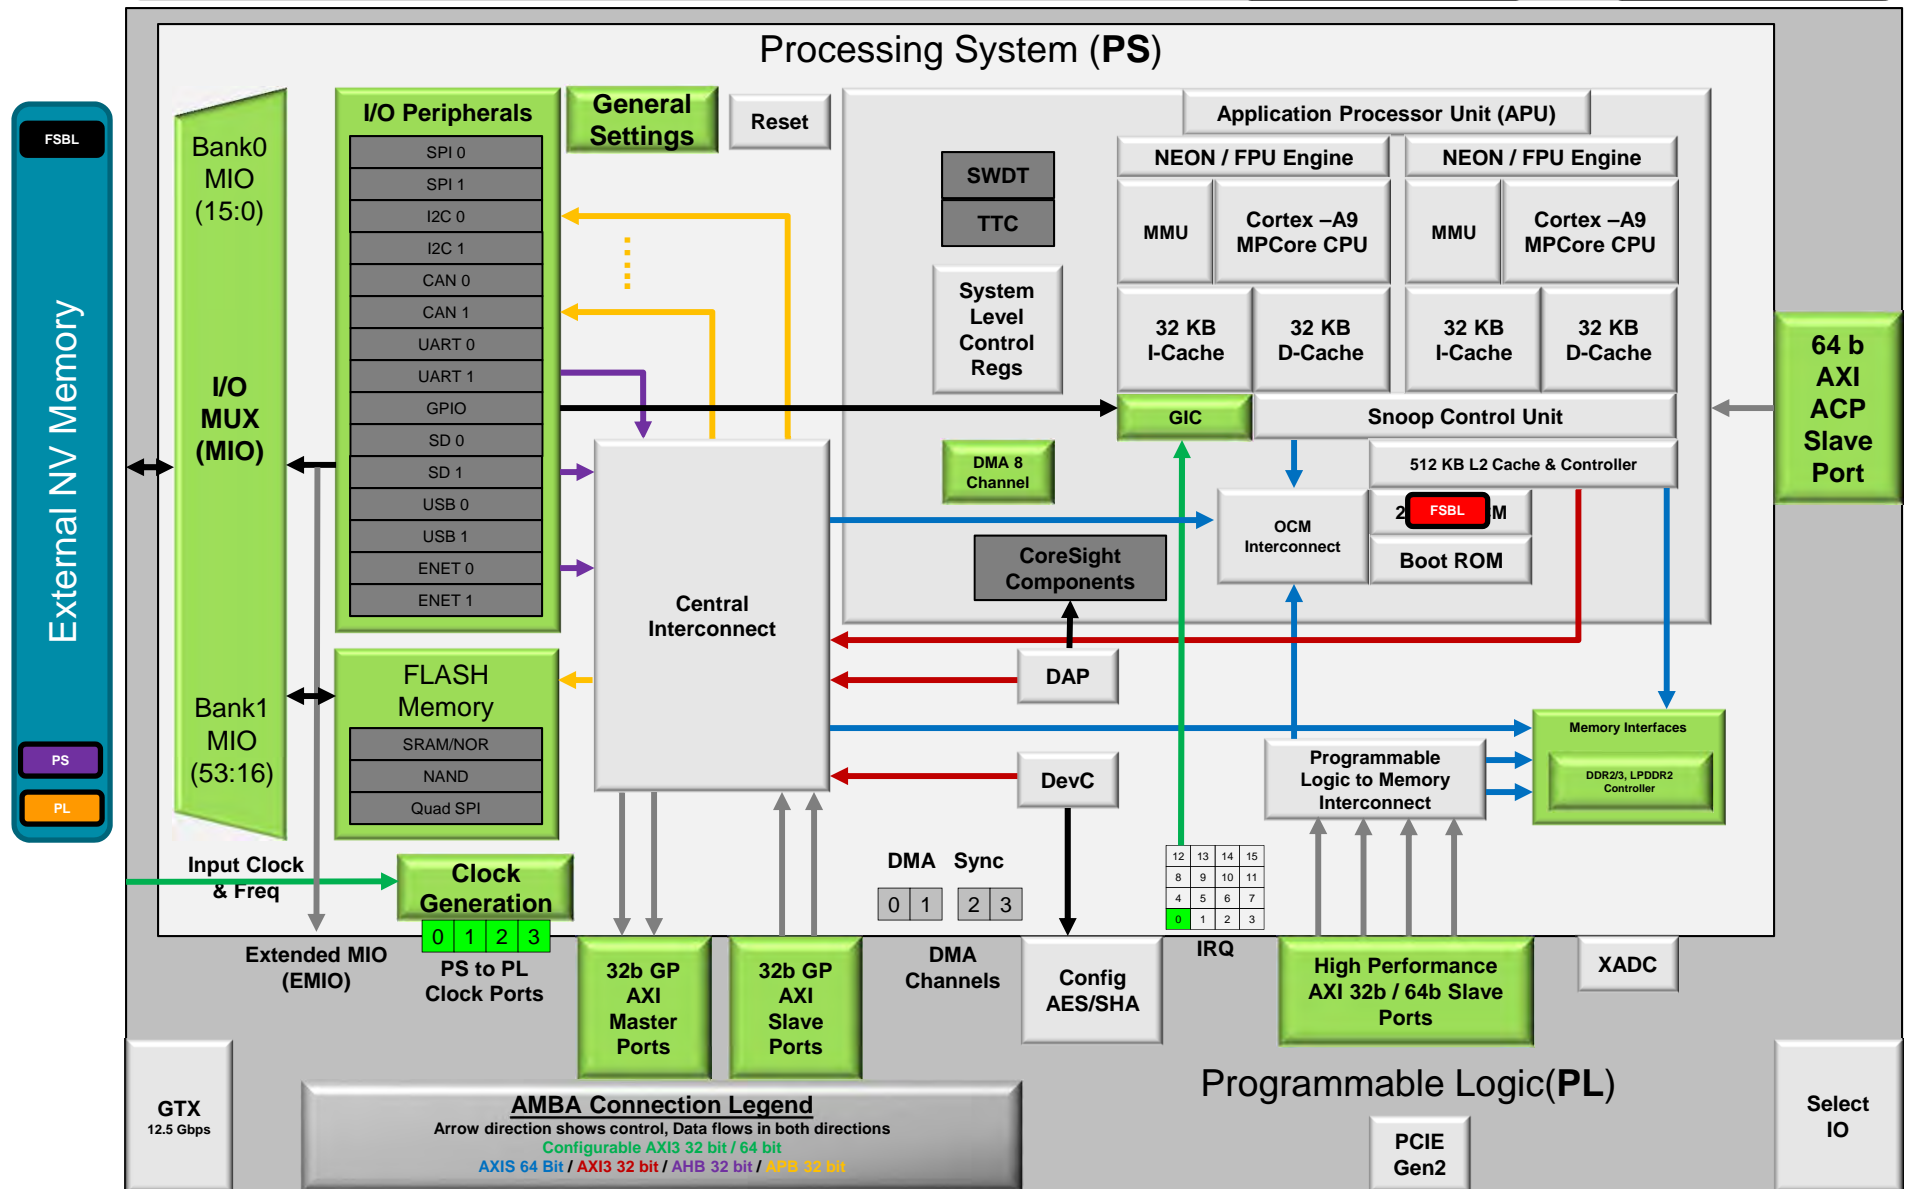 Processing System (PS)
FSBL
External NV Memory
PS
PL
Bank0
MIO
(15:0)
I/O
MUX
(MIO)
Bank1
MIO
(53:16)
I/O Peripherals
SPI 0
SPI 1
I2C 0
I2C 1
CAN 0
CAN 1
UART 0
UART 1
GPIO
SD 0
SD 1
USB 0
USB 1
ENET 0
ENET 1
General
Settings
Reset
FLASH
Memory
SRAM/NOR
NAND
Quad SPI
Central
Interconnect
Application Processor Unit (APU)
SWDT
TTC
System
Level
Control
Regs
NEON / FPU Engine
MMU
Cortex –A9
MPCore CPU
32 KB
I-Cache
32 KB
D-Cache
NEON / FPU Engine
MMU
Cortex –A9
MPCore CPU
32 KB
I-Cache
32 KB
D-Cache
GIC
Snoop Control Unit
DMA 8
Channel
512 KB L2 Cache & Controller
OCM
Interconnect
2
FSBL
M
Boot ROM
CoreSight
Components
DAP
DevC
64 b
AXI
ACP
Slave
Port
Memory Interfaces
DDR2/3, LPDDR2
Controller
Programmable
Logic to Memory
Interconnect
Input Clock
& Freq
Clock
Generation
0 1 2 3
PS to PL
Clock Ports
Extended MIO
(EMIO)
32b GP
AXI
Master
Ports
32b GP
AXI
Slave
Ports
DMA Sync
0 1 2 3
DMA
Channels
Config
AES/SHA
12 13 14 15
8 9 10 11
4 5 6 7
0 1 2 3
IRQ
High Performance
AXI 32b / 64b Slave
Ports
XADC
Programmable Logic(PL)
GTX
12.5 Gbps
AMBA Connection Legend
Arrow direction shows control, Data flows in both directions
Configurable AXI3 32 bit / 64 bit
AXIS 64 Bit / AXI3 32 bit / AHB 32 bit / APB 32 bit
PCIE
Gen2
Select
IO